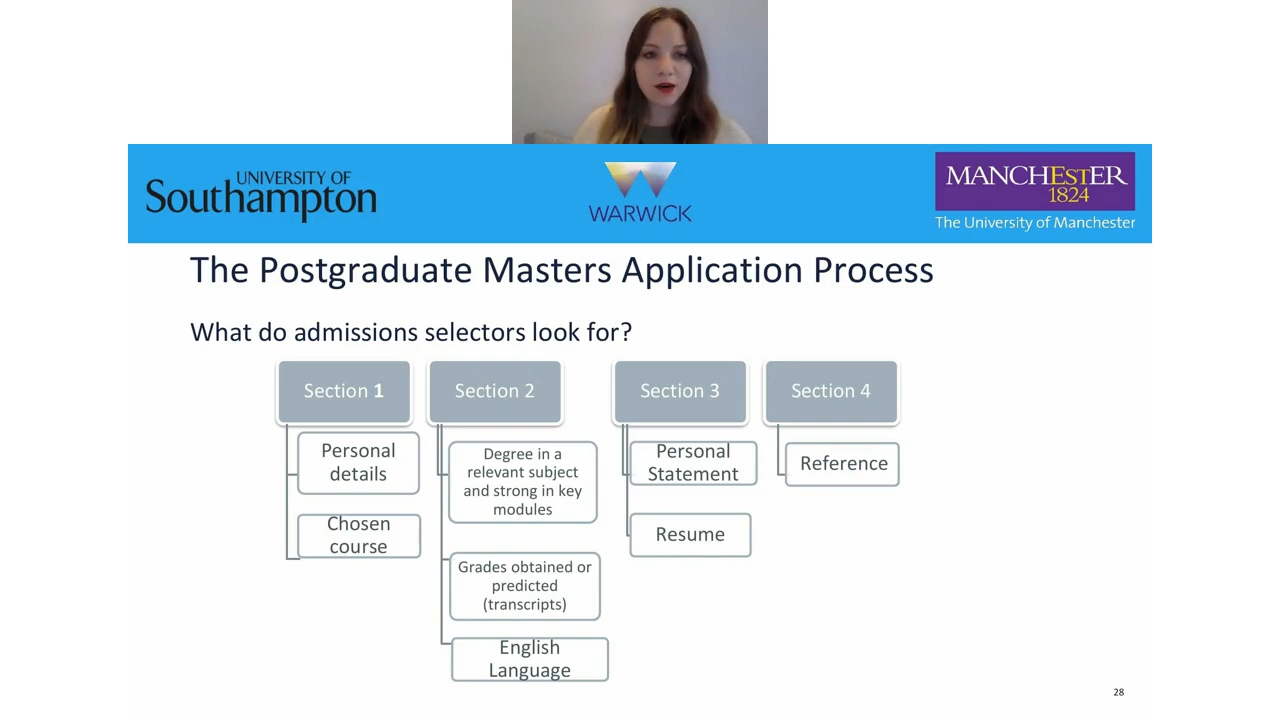 UNIVERSITY OF
Southampton
WARWICK
MANCHESTER
1824
The University of Manchester
The Postgraduate Masters Application Process
What do admissions selectors look for?
Section 1
Personal
details
Chosen
course
Section 2
Degree in a
relevant subject
and strong in key
modules
Grades obtained or
predicted
(transcripts)
English
Language
Section 3
Personal
Statement
Resume
Section 4
Reference
28